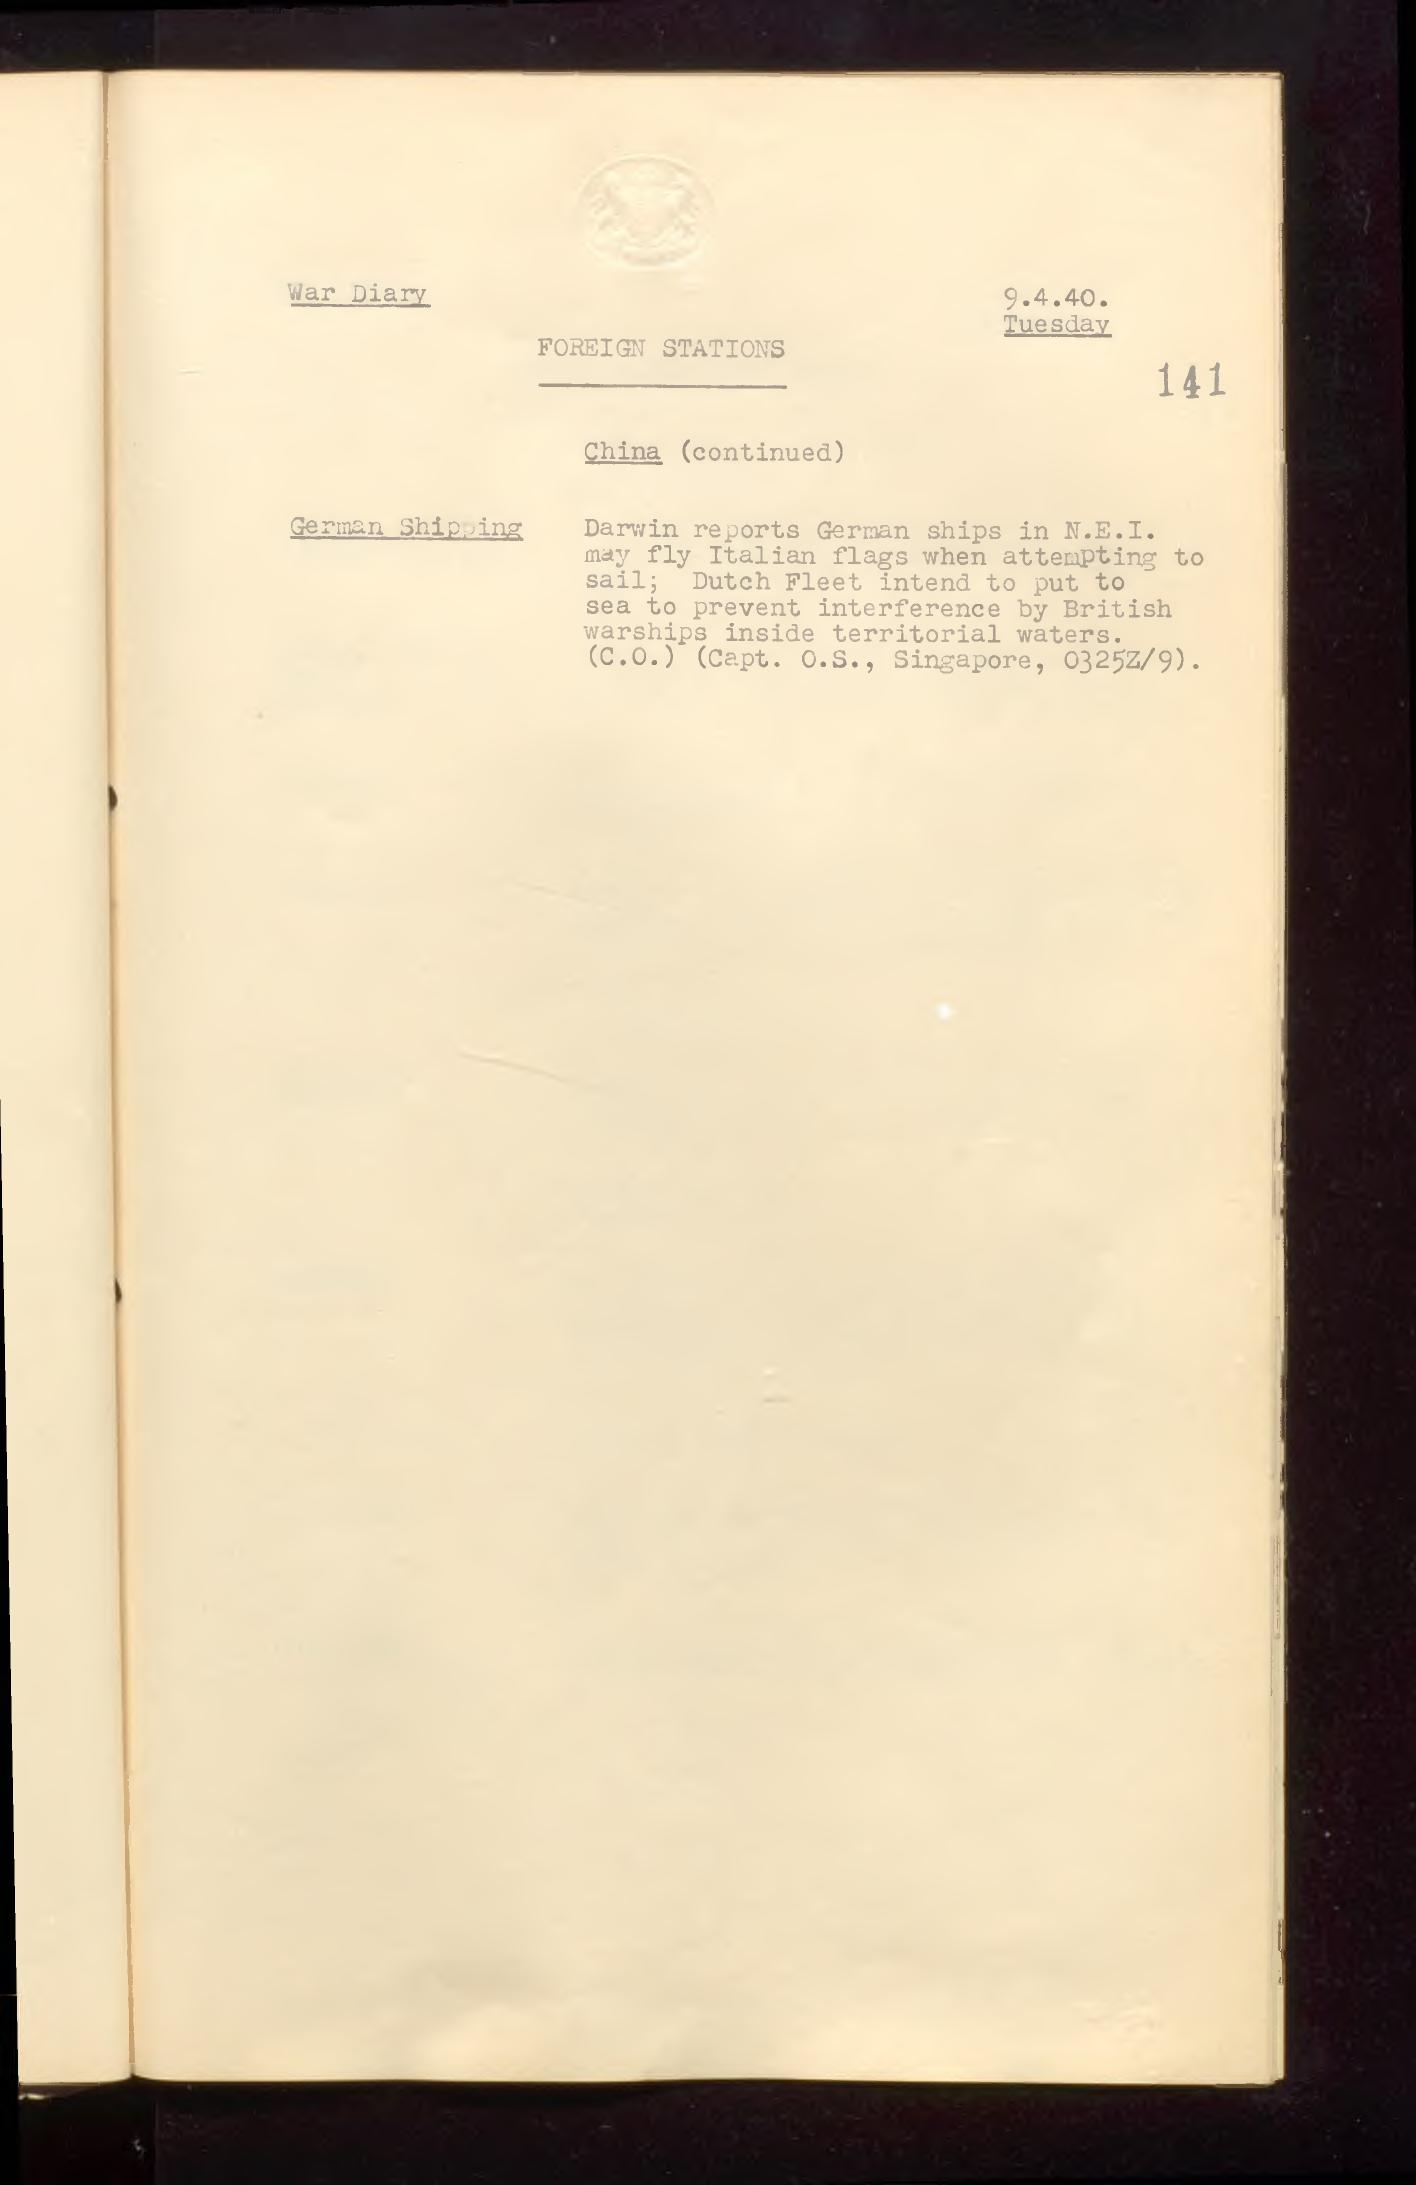 War Diary
9.4.40.
Tuesday
FOREIGN STATIONS
141
China (continued)
German Shipping
Darwin reports German ships in N.E.I.
may fly Italian flags when attempting to
sail; Dutch Fleet intend to put to
sea to prevent interference by British
warships inside territorial waters.
(C.O.) (Capt. O.S., Singapore, 0325Z/9).